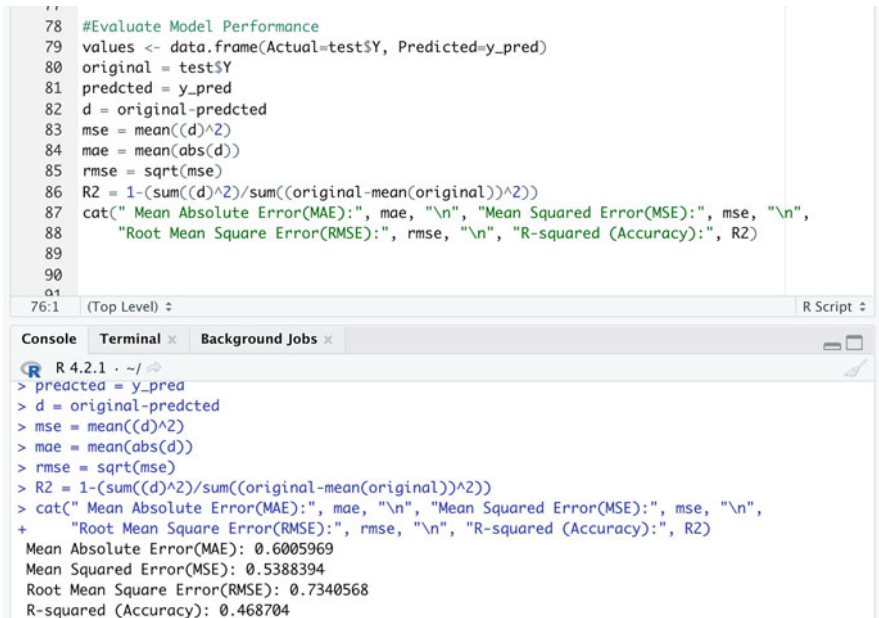 77
78 #Evaluate Model Performance
79 values <- data.frame(Actual=test$Y, Predicted=y_pred)
80 original = test$Y
81 predcted = y_pred
82 d = original-predcted
83 mse = mean((d)^2)
84 mae = mean(abs(d))
85 rmse = sqrt(mse)
86 R2 = 1-(sum((d)^2)/sum((original-mean(original))^2))
87 cat(" Mean Absolute Error(MAE):", mae, "\n", "Mean Squared Error(MSE):", mse, "\n",
88 "Root Mean Square Error(RMSE):", rmse, "\n", "R-squared (Accuracy):", R2)
89
90
91
76:1 (Top Level) R Script
Console Terminal × Background Jobs ×
R R 4.2.1 · ~/
> predcted = y_pred
> d = original-predcted
> mse = mean((d)^2)
> mae = mean(abs(d))
> rmse = sqrt(mse)
> R2 = 1-(sum((d)^2)/sum((original-mean(original))^2))
> cat(" Mean Absolute Error(MAE):", mae, "\n", "Mean Squared Error(MSE):", mse, "\n",
+ "Root Mean Square Error(RMSE):", rmse, "\n", "R-squared (Accuracy):", R2)
Mean Absolute Error(MAE): 0.6005969
Mean Squared Error(MSE): 0.5388394
Root Mean Square Error(RMSE): 0.7340568
R-squared (Accuracy): 0.468704